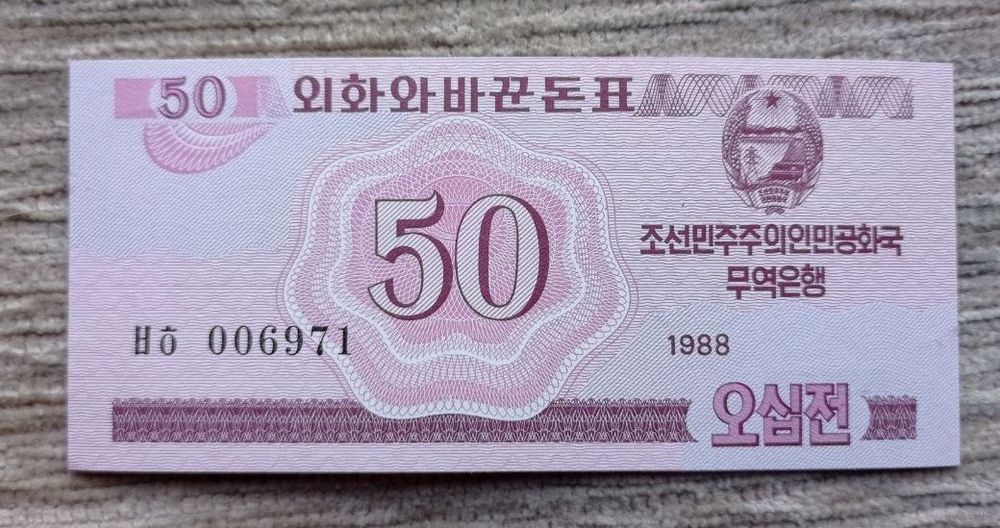 50 외화와바꾼돈표
50
조선민주주의인민공화국
무역은행
ㅂㅎ 006971
1988
오십전